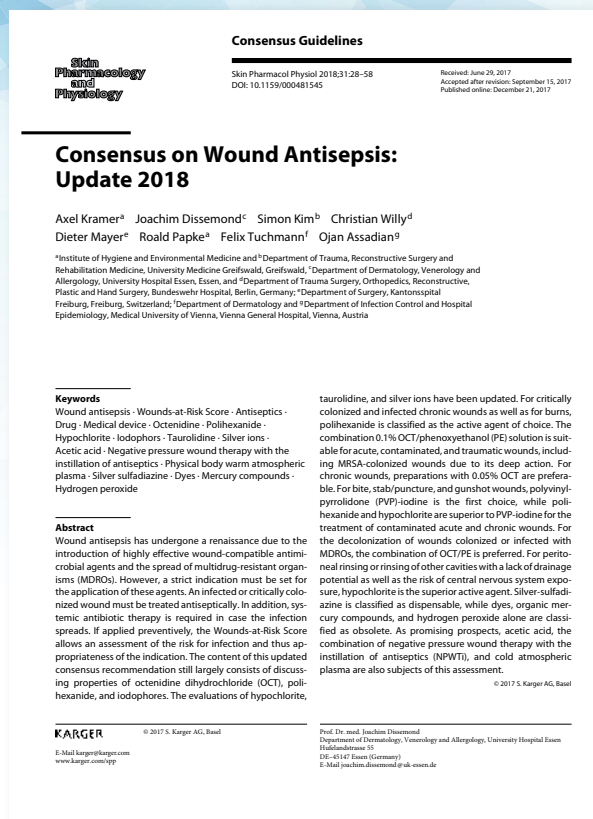 Consensus Guidelines
Skin
Pharmacology
and
Physiology
Skin Pharmacol Physiol 2018;31:28–58
DOI: 10.1159/000481545
Received: June 29, 2017
Accepted after revision: September 15, 2017
Published online: December 21, 2017
Consensus on Wound Antisepsis:
Update 2018
Axel Kramerᵃ Joachim Dissemondᶜ Simon Kimᵇ Christian Willyᵈ
Dieter Mayerᵉ Roald Papkeᵃ Felix Tuchmannᶠ Ojan Assadianᵍ
ᵃInstitute of Hygiene and Environmental Medicine and ᵇDepartment of Trauma, Reconstructive Surgery and
Rehabilitation Medicine, University Medicine Greifswald, Greifswald, ᶜDepartment of Dermatology, Venerology and
Allergology, University Hospital Essen, Essen, and ᵈDepartment of Trauma Surgery, Orthopedics, Reconstructive,
Plastic and Hand Surgery, Bundeswehr Hospital, Berlin, Germany; ᵉDepartment of Surgery, Kantonsspital
Freiburg, Freiburg, Switzerland; ᶠDepartment of Dermatology and ᵍDepartment of Infection Control and Hospital
Epidemiology, Medical University of Vienna, Vienna General Hospital, Vienna, Austria
Keywords
Wound antisepsis · Wounds-at-Risk Score · Antiseptics ·
Drug · Medical device · Octenidine · Polihexanide ·
Hypochlorite · Iodophors · Taurolidine · Silver ions ·
Acetic acid · Negative pressure wound therapy with the
instillation of antiseptics · Physical body warm atmospheric
plasma · Silver sulfadiazine · Dyes · Mercury compounds ·
Hydrogen peroxide
Abstract
Wound antisepsis has undergone a renaissance due to the
introduction of highly effective wound-compatible antimi-
crobial agents and the spread of multidrug-resistant organ-
isms (MDROs). However, a strict indication must be set for
the application of these agents. An infected or critically colo-
nized wound must be treated antiseptically. In addition, sys-
temic antibiotic therapy is required in case the infection
spreads. If applied preventively, the Wounds-at-Risk Score
allows an assessment of the risk for infection and thus ap-
propriateness of the indication. The content of this updated
consensus recommendation still largely consists of discuss-
ing properties of octenidine dihydrochloride (OCT), poli-
hexanide, and iodophores. The evaluations of hypochlorite,
taurolidine, and silver ions have been updated. For critically
colonized and infected chronic wounds as well as for burns,
polihexanide is classified as the active agent of choice. The
combination 0.1% OCT/phenoxyethanol (PE) solution is suit-
able for acute, contaminated, and traumatic wounds, includ-
ing MRSA-colonized wounds due to its deep action. For
chronic wounds, preparations with 0.05% OCT are prefera-
ble. For bite, stab/puncture, and gunshot wounds, polyvinyl-
pyrrolidone (PVP)-iodine is the first choice, while poli-
hexanide and hypochlorite are superior to PVP-iodine for the
treatment of contaminated acute and chronic wounds. For
the decolonization of wounds colonized or infected with
MDROs, the combination of OCT/PE is preferred. For perito-
neal rinsing or rinsing of other cavities with a lack of drainage
potential as well as the risk of central nervous system expo-
sure, hypochlorite is the superior active agent. Silver-sulfadi-
azine is classified as dispensable, while dyes, organic mer-
cury compounds, and hydrogen peroxide alone are classi-
fied as obsolete. As promising prospects, acetic acid, the
combination of negative pressure wound therapy with the
instillation of antiseptics (NPWTi), and cold atmospheric
plasma are also subjects of this assessment.
© 2017 S. Karger AG, Basel
KARGER
© 2017 S. Karger AG, Basel
E-Mail karger@karger.com
www.karger.com/spp
Prof. Dr. med. Joachim Dissemond
Department of Dermatology, Venerology and Allergology, University Hospital Essen
Hufelandstrasse 55
DE–45147 Essen (Germany)
E-Mail joachim.dissemond@uk-essen.de